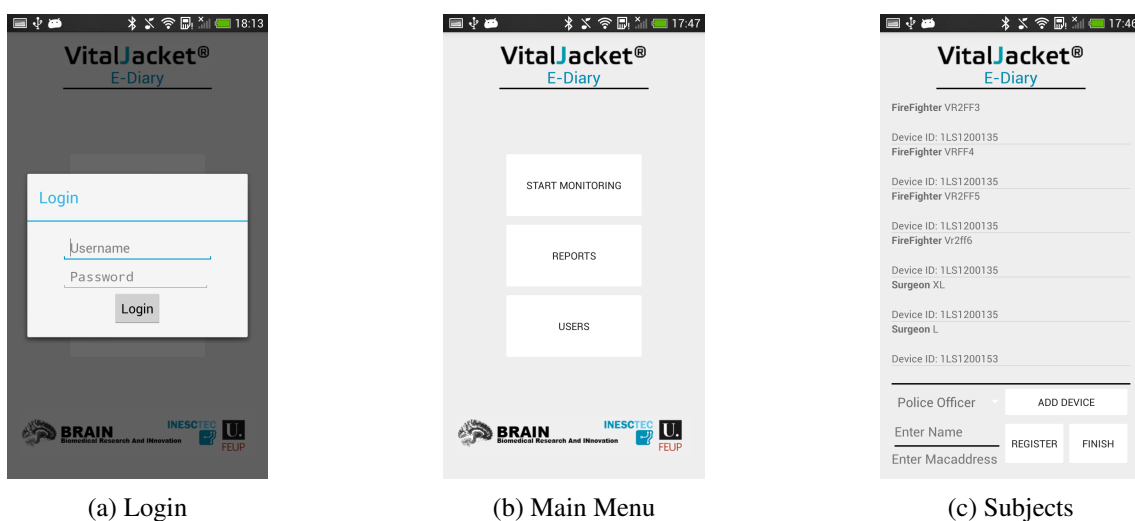 18:13
VitalJacket®
E-Diary
Login
Username
Password
Login
BRAIN
Biomedical Research And INnovation
INESCTEC
U.
FEUP
(a) Login
17:47
VitalJacket®
E-Diary
START MONITORING
REPORTS
USERS
BRAIN
Biomedical Research And INnovation
INESCTEC
U.
FEUP
(b) Main Menu
17:46
VitalJacket®
E-Diary
FireFighter VR2FF3
Device ID: 1LS1200135
FireFighter VRFF4
Device ID: 1LS1200135
FireFighter VR2FF5
Device ID: 1LS1200135
FireFighter Vr2ff6
Device ID: 1LS1200135
Surgeon XL
Device ID: 1LS1200135
Surgeon L
Device ID: 1LS1200153
Police Officer
ADD DEVICE
Enter Name
REGISTER
FINISH
Enter Macaddress
(c) Subjects